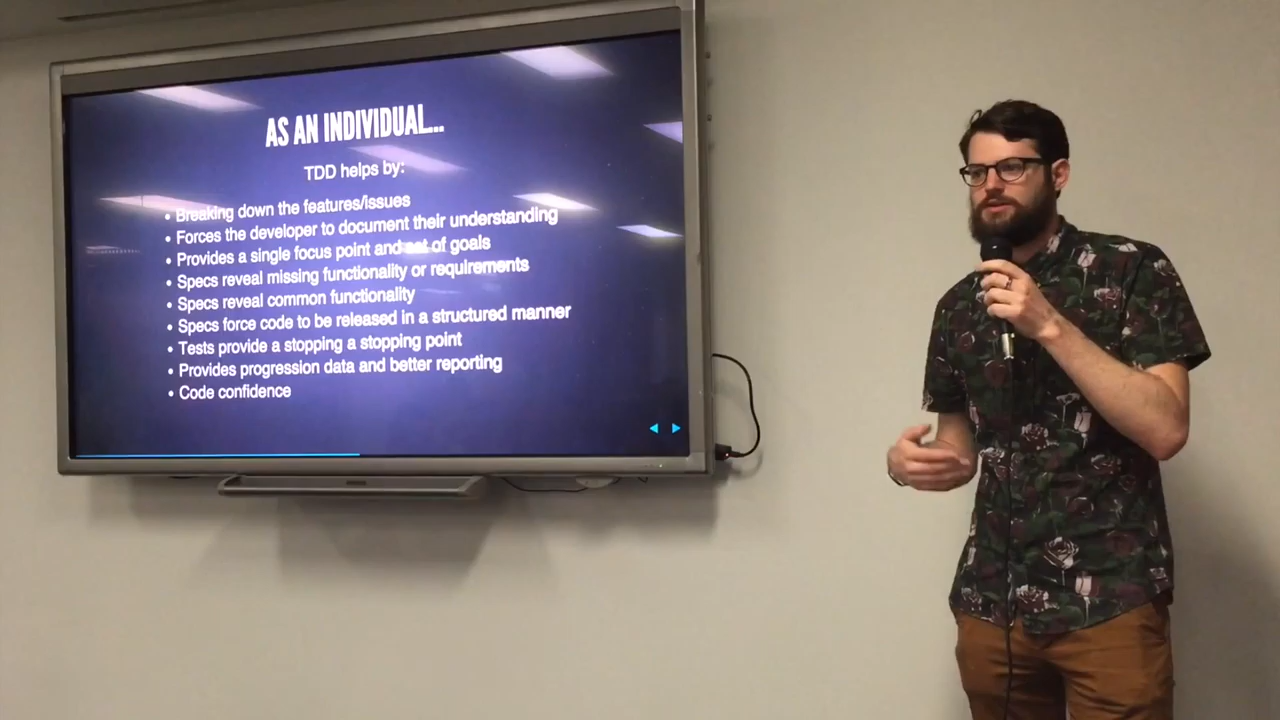 AS AN INDIVIDUAL...
TDD helps by:
• Breaking down the features/issues
• Forces the developer to document their understanding
• Provides a single focus point and set of goals
• Specs reveal missing functionality or requirements
• Specs reveal common functionality
• Specs force code to be released in a structured manner
• Tests provide a stopping a stopping point
• Provides progression data and better reporting
• Code confidence